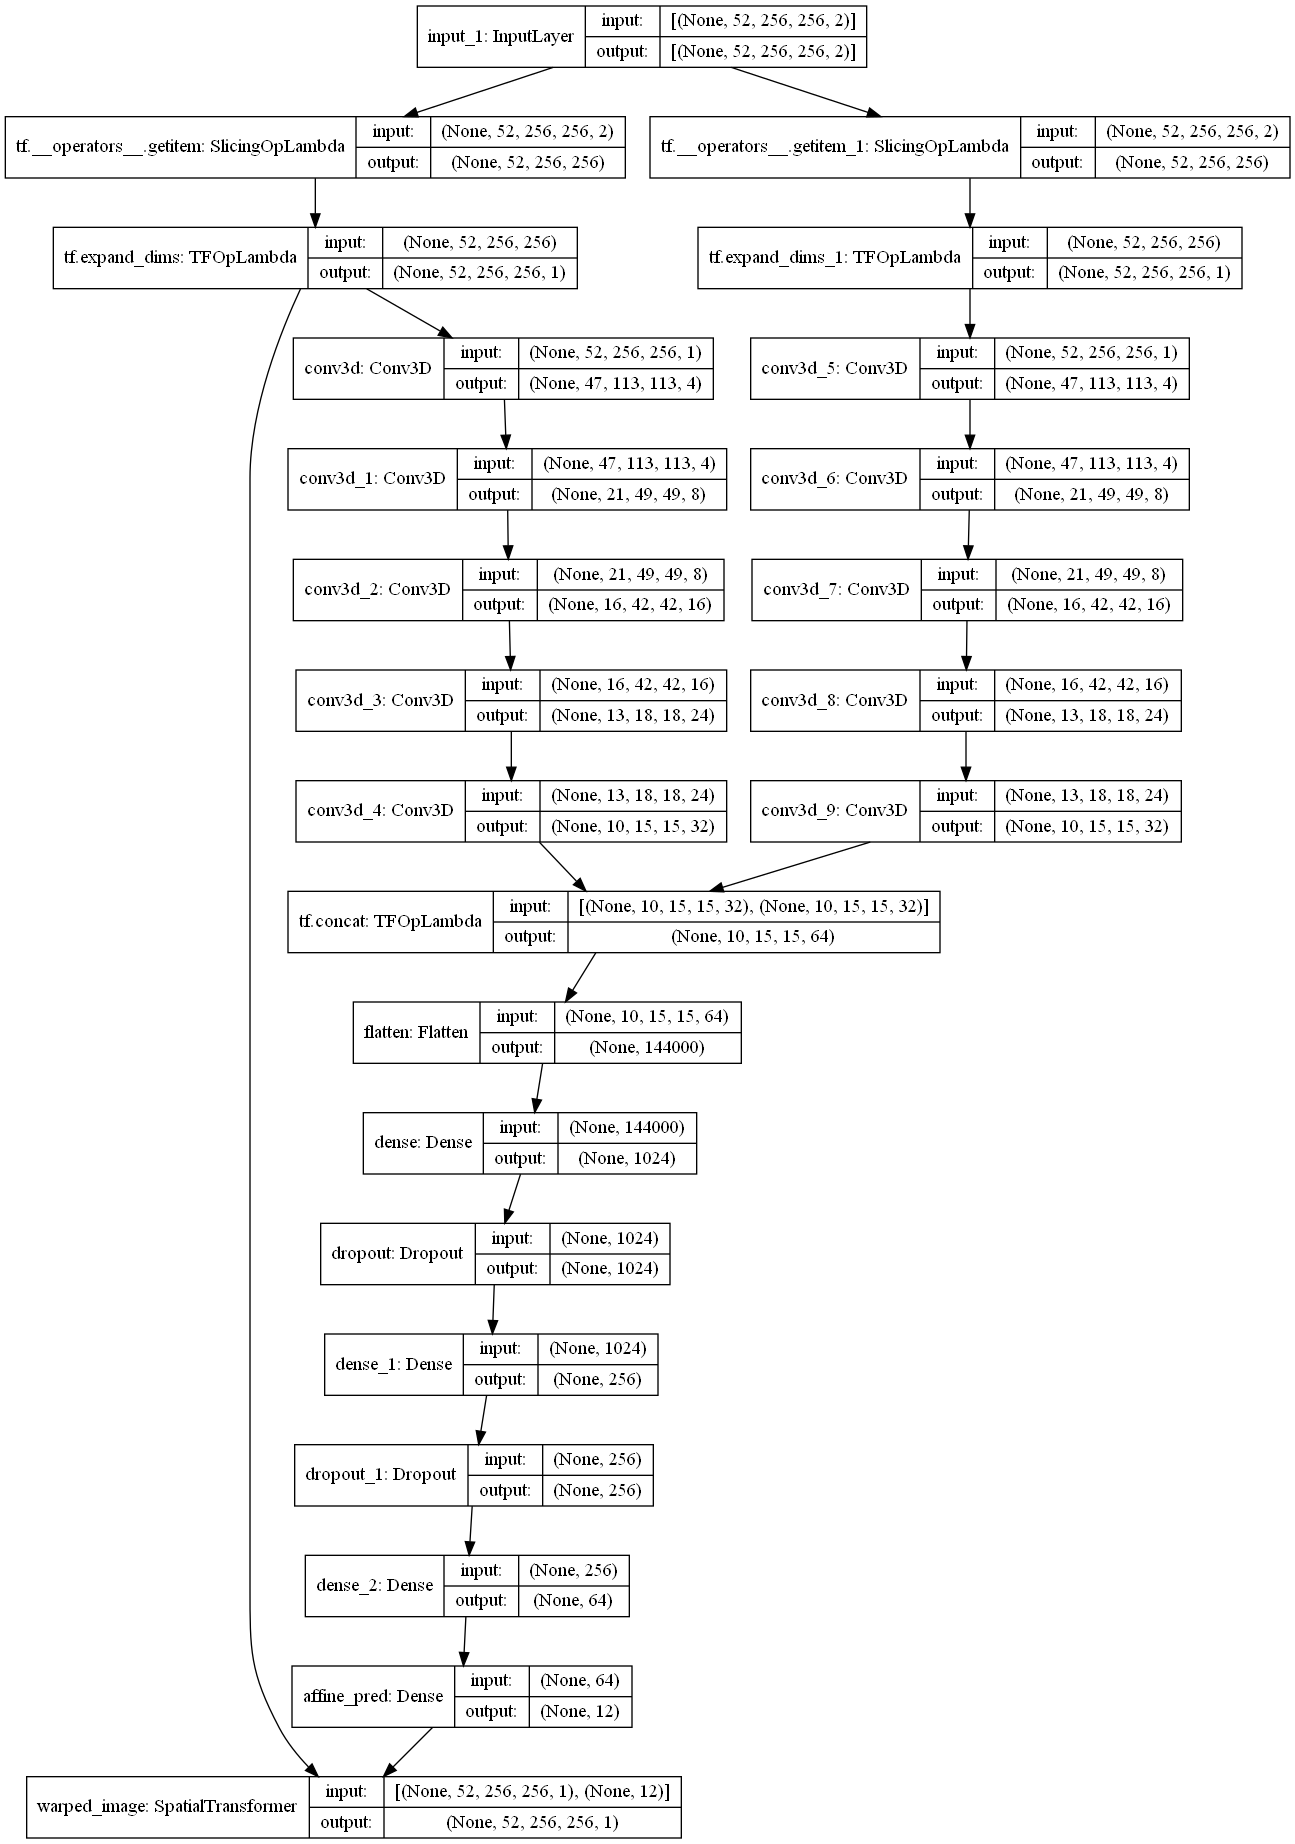 input_1: InputLayer
input: [(None, 52, 256, 256, 2)]
output: [(None, 52, 256, 256, 2)]
tf.__operators__.getitem: SlicingOpLambda
input: (None, 52, 256, 256, 2)
output: (None, 52, 256, 256)
tf.__operators__.getitem_1: SlicingOpLambda
input: (None, 52, 256, 256, 2)
output: (None, 52, 256, 256)
tf.expand_dims: TFOpLambda
input: (None, 52, 256, 256)
output: (None, 52, 256, 256, 1)
tf.expand_dims_1: TFOpLambda
input: (None, 52, 256, 256)
output: (None, 52, 256, 256, 1)
conv3d: Conv3D
input: (None, 52, 256, 256, 1)
output: (None, 47, 113, 113, 4)
conv3d_5: Conv3D
input: (None, 52, 256, 256, 1)
output: (None, 47, 113, 113, 4)
conv3d_1: Conv3D
input: (None, 47, 113, 113, 4)
output: (None, 21, 49, 49, 8)
conv3d_6: Conv3D
input: (None, 47, 113, 113, 4)
output: (None, 21, 49, 49, 8)
conv3d_2: Conv3D
input: (None, 21, 49, 49, 8)
output: (None, 16, 42, 42, 16)
conv3d_7: Conv3D
input: (None, 21, 49, 49, 8)
output: (None, 16, 42, 42, 16)
conv3d_3: Conv3D
input: (None, 16, 42, 42, 16)
output: (None, 13, 18, 18, 24)
conv3d_8: Conv3D
input: (None, 16, 42, 42, 16)
output: (None, 13, 18, 18, 24)
conv3d_4: Conv3D
input: (None, 13, 18, 18, 24)
output: (None, 10, 15, 15, 32)
conv3d_9: Conv3D
input: (None, 13, 18, 18, 24)
output: (None, 10, 15, 15, 32)
tf.concat: TFOpLambda
input: [(None, 10, 15, 15, 32), (None, 10, 15, 15, 32)]
output: (None, 10, 15, 15, 64)
flatten: Flatten
input: (None, 10, 15, 15, 64)
output: (None, 144000)
dense: Dense
input: (None, 144000)
output: (None, 1024)
dropout: Dropout
input: (None, 1024)
output: (None, 1024)
dense_1: Dense
input: (None, 1024)
output: (None, 256)
dropout_1: Dropout
input: (None, 256)
output: (None, 256)
dense_2: Dense
input: (None, 256)
output: (None, 64)
affine_pred: Dense
input: (None, 64)
output: (None, 12)
warped_image: SpatialTransformer
input: [(None, 52, 256, 256, 1), (None, 12)]
output: (None, 52, 256, 256, 1)